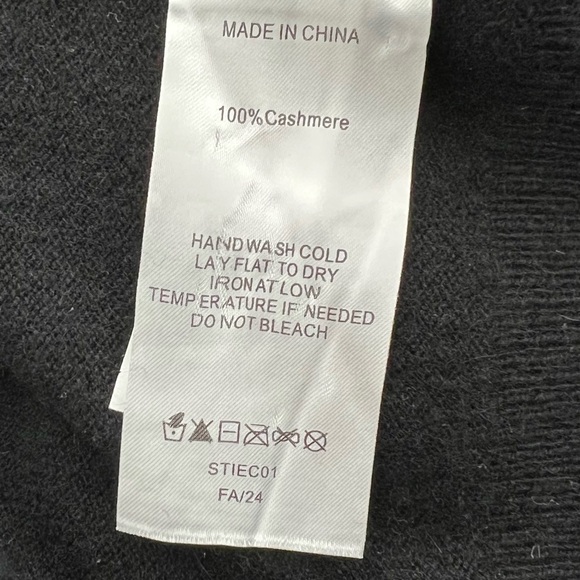 MADE IN CHINA
100%Cashmere
HAND WASH COLD
LAY FLAT TO DRY
IRON AT LOW
TEMPERATURE IF NEEDED
DO NOT BLEACH
STIEC01
FA/24